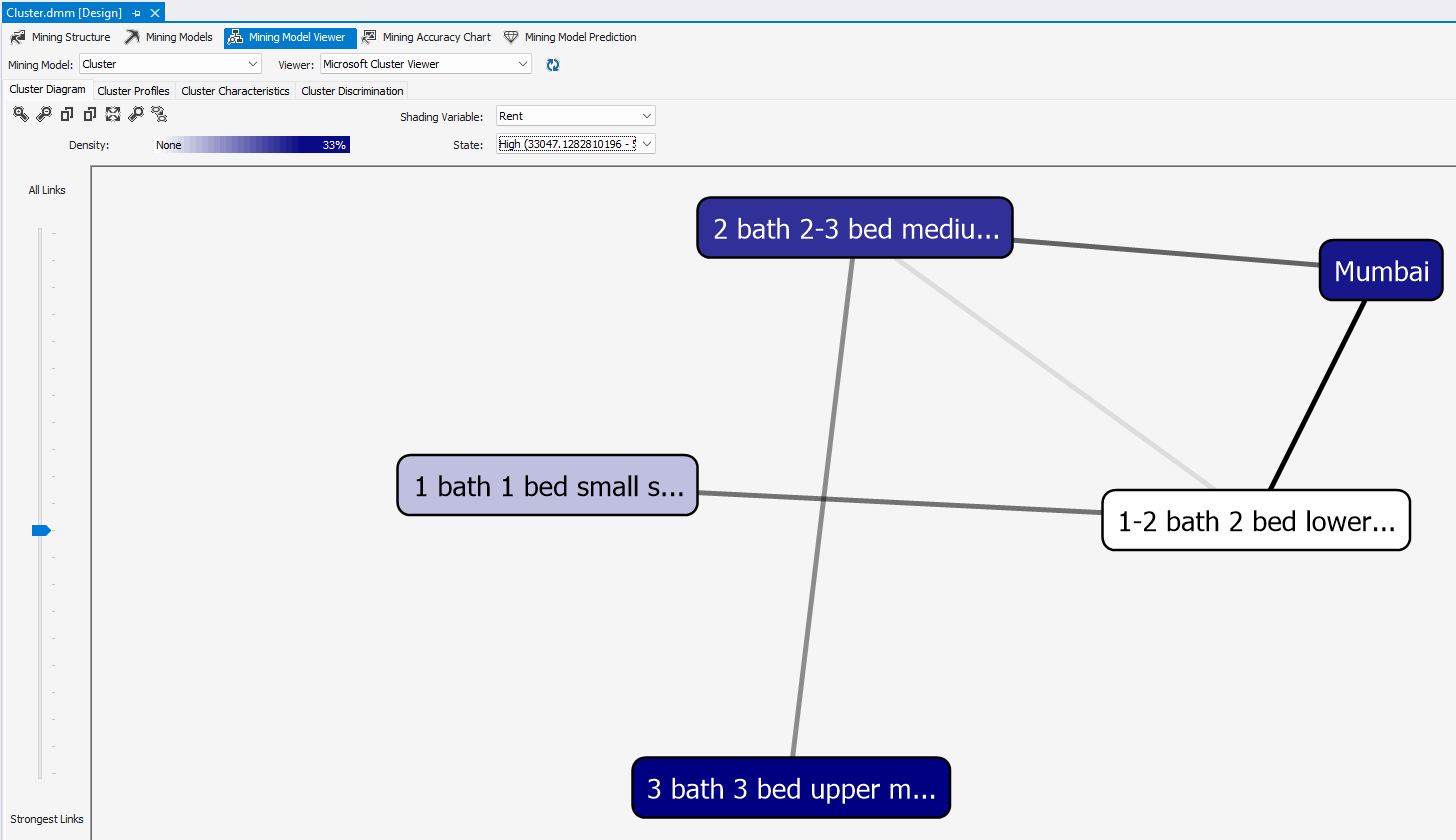 Cluster.dmm [Design]
Mining Structure Mining Models Mining Model Viewer Mining Accuracy Chart Mining Model Prediction
Mining Model: Cluster Viewer: Microsoft Cluster Viewer
Cluster Diagram Cluster Profiles Cluster Characteristics Cluster Discrimination
Shading Variable: Rent
Density: None 33% State: High (33047.1282810196 -
All Links
2 bath 2-3 bed mediu...
Mumbai
1 bath 1 bed small s...
1-2 bath 2 bed lower...
3 bath 3 bed upper m...
Strongest Links